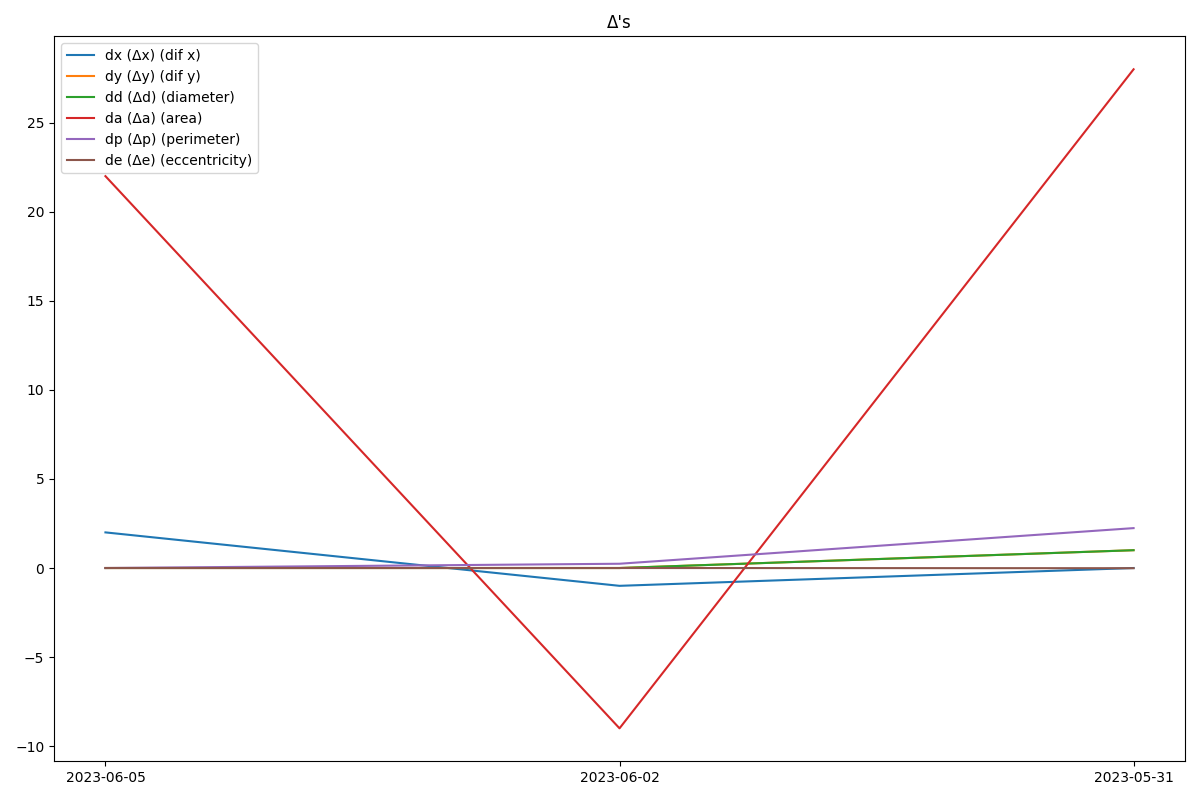 Δ's
dx (Δx) (dif x)
dy (Δy) (dif y)
dd (Δd) (diameter)
da (Δa) (area)
dp (Δp) (perimeter)
de (Δe) (eccentricity)
25
20
15
10
5
0
−5
−10
2023-06-05 2023-06-02 2023-05-31